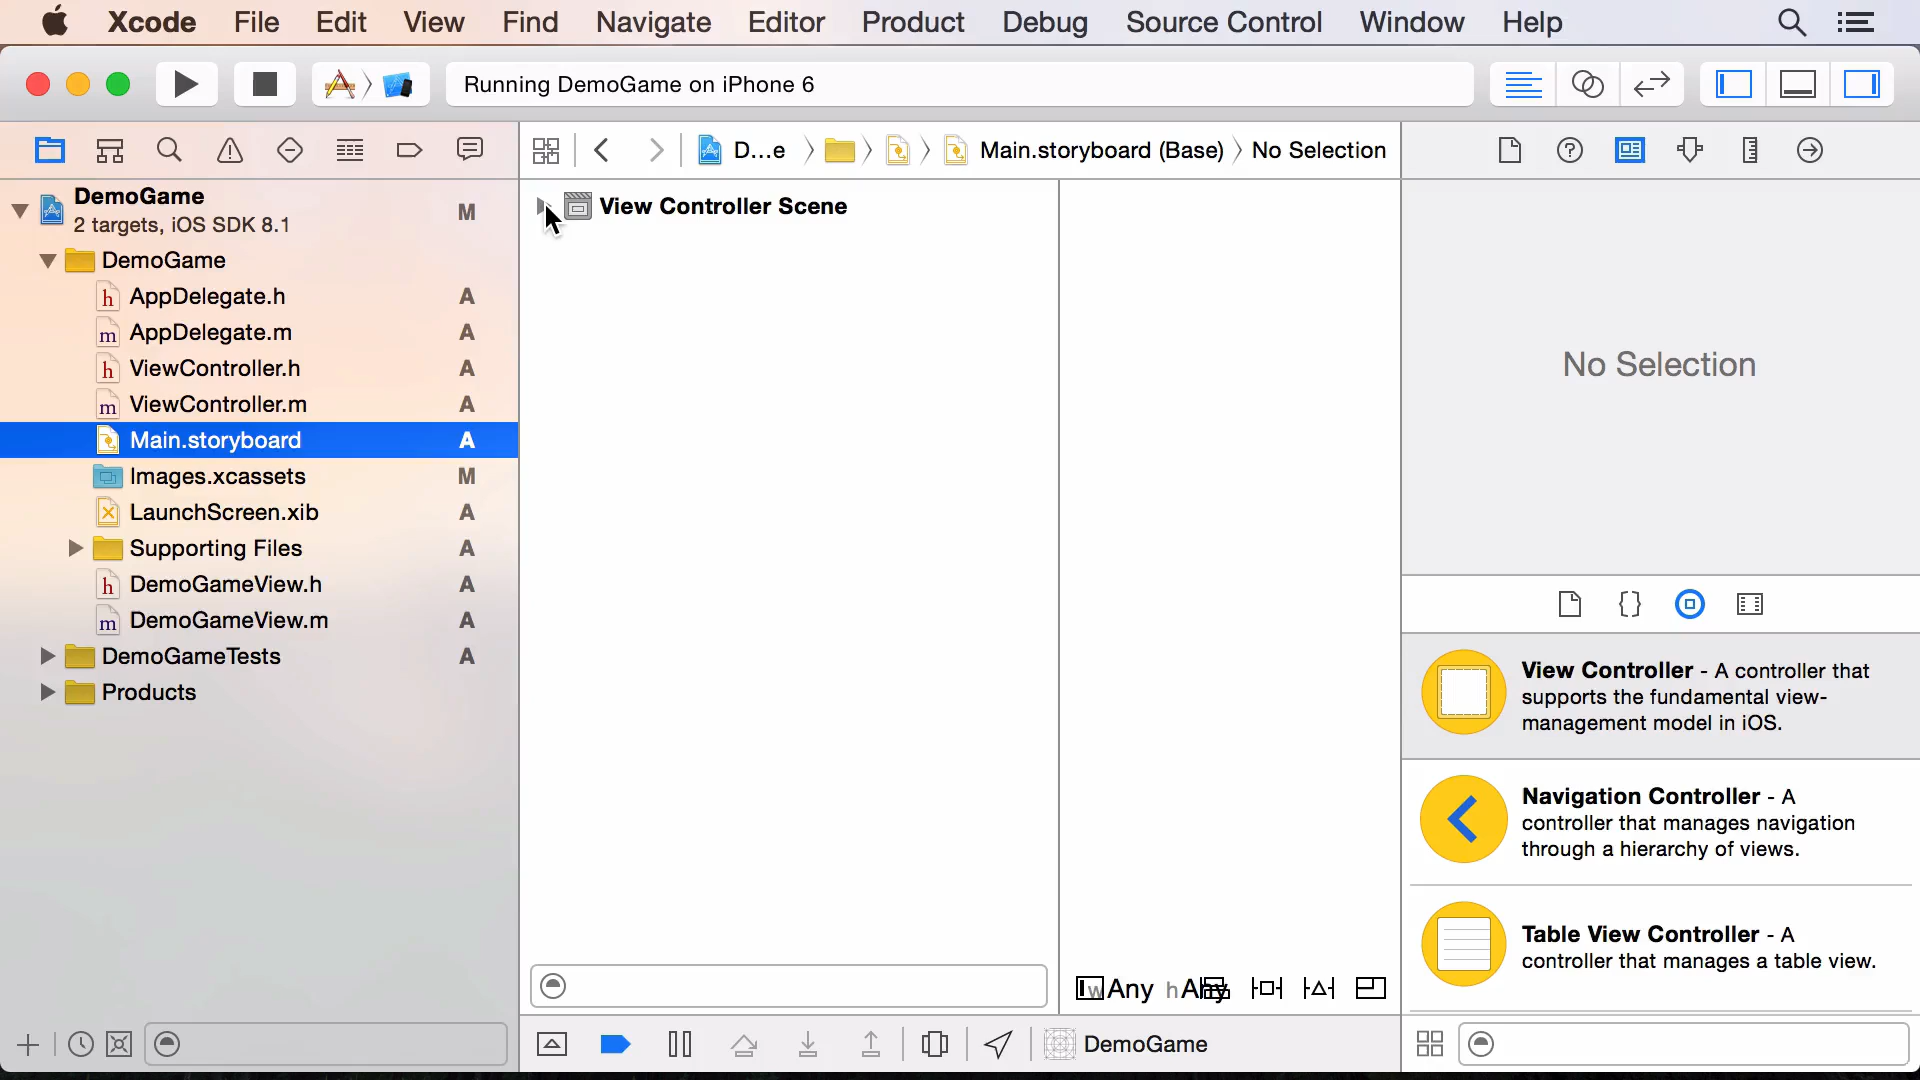 Xcode File Edit View Find Navigate Editor Product Debug Source Control Window Help
Running DemoGame on iPhone 6
D...e Main.storyboard (Base) No Selection
DemoGame
2 targets, iOS SDK 8.1
M
DemoGame
h AppDelegate.h A
m AppDelegate.m A
h ViewController.h A
m ViewController.m A
Main.storyboard A
Images.xcassets M
LaunchScreen.xib A
Supporting Files A
h DemoGameView.h A
m DemoGameView.m A
DemoGameTests A
Products
View Controller Scene
wAny hAny
DemoGame
No Selection
{}
View Controller - A controller that
supports the fundamental view-
management model in iOS.
Navigation Controller - A
controller that manages navigation
through a hierarchy of views.
Table View Controller - A
controller that manages a table view.